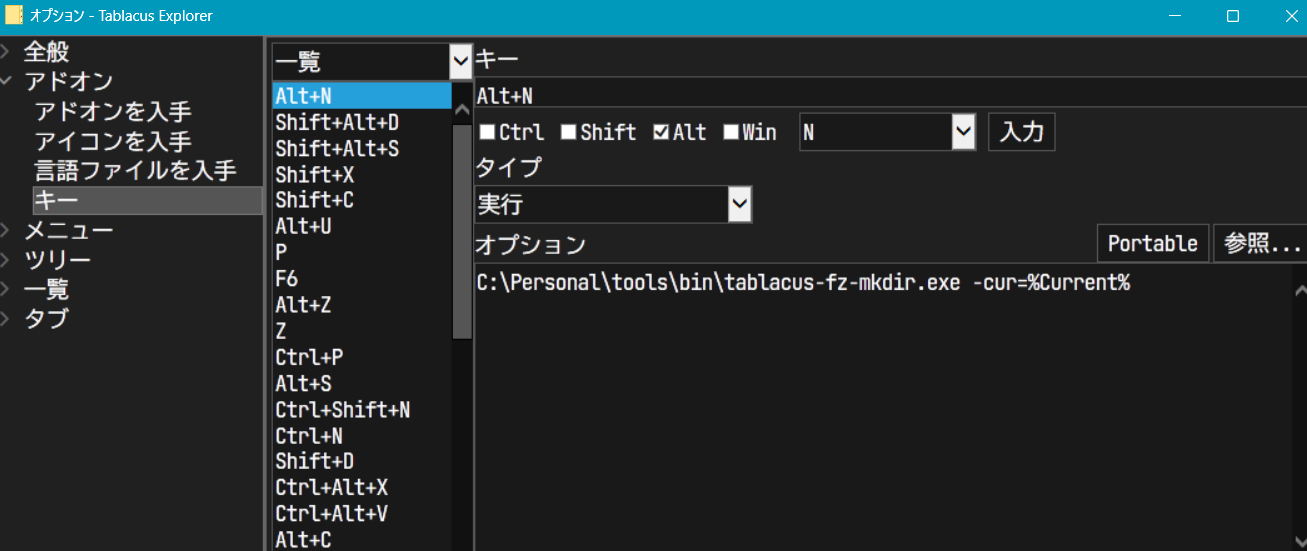 オプション - Tablacus Explorer
全般
アドオン
アドオンを入手
アイコンを入手
言語ファイルを入手
キー
メニュー
ツリー
一覧
タブ
一覧
Alt+N
Shift+Alt+D
Shift+Alt+S
Shift+X
Shift+C
Alt+U
P
F6
Alt+Z
Z
Ctrl+P
Alt+S
Ctrl+Shift+N
Ctrl+N
Shift+D
Ctrl+Alt+X
Ctrl+Alt+V
Alt+C
キー
Alt+N
Ctrl Shift Alt Win N 入力
タイプ
実行
オプション Portable 参照...
C:\Personal\tools\bin\tablacus-fz-mkdir.exe -cur=%Current%